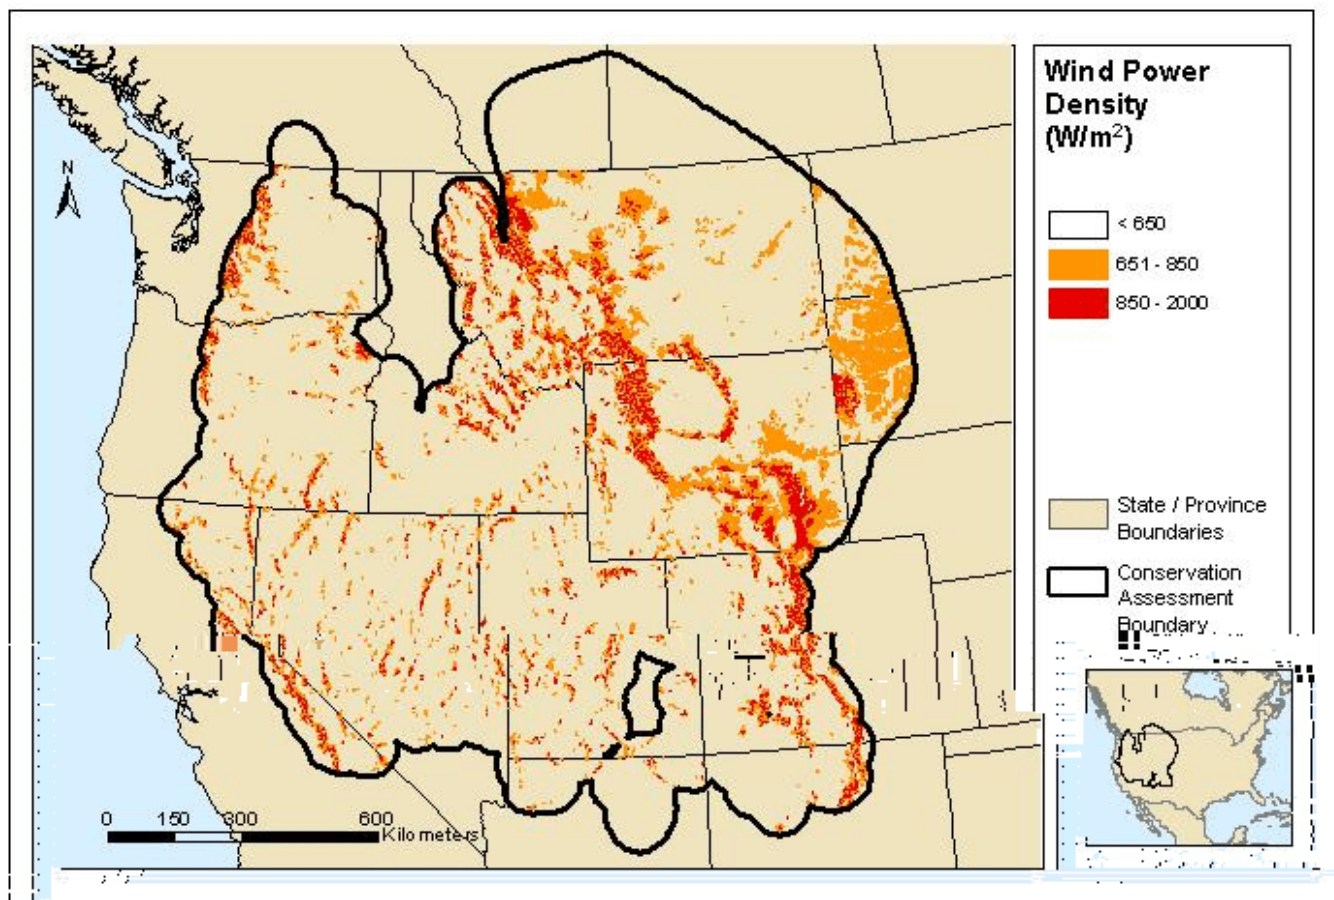 Wind Power
Density
(W/m²)
< 650
651 - 850
850 - 2000
State / Province
Boundaries
Conservation
Assessment
Boundary
N
0 150 300 600
Kilometers